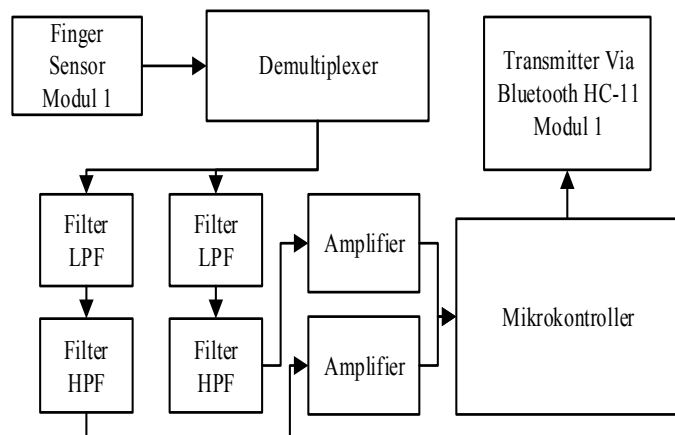 Finger
Sensor
Modul 1
Demultiplexer
Transmitter Via
Bluetooth HC-11
Modul 1
Filter
LPF
Filter
LPF
Amplifier
Mikrokontroller
Filter
HPF
Filter
HPF
Amplifier